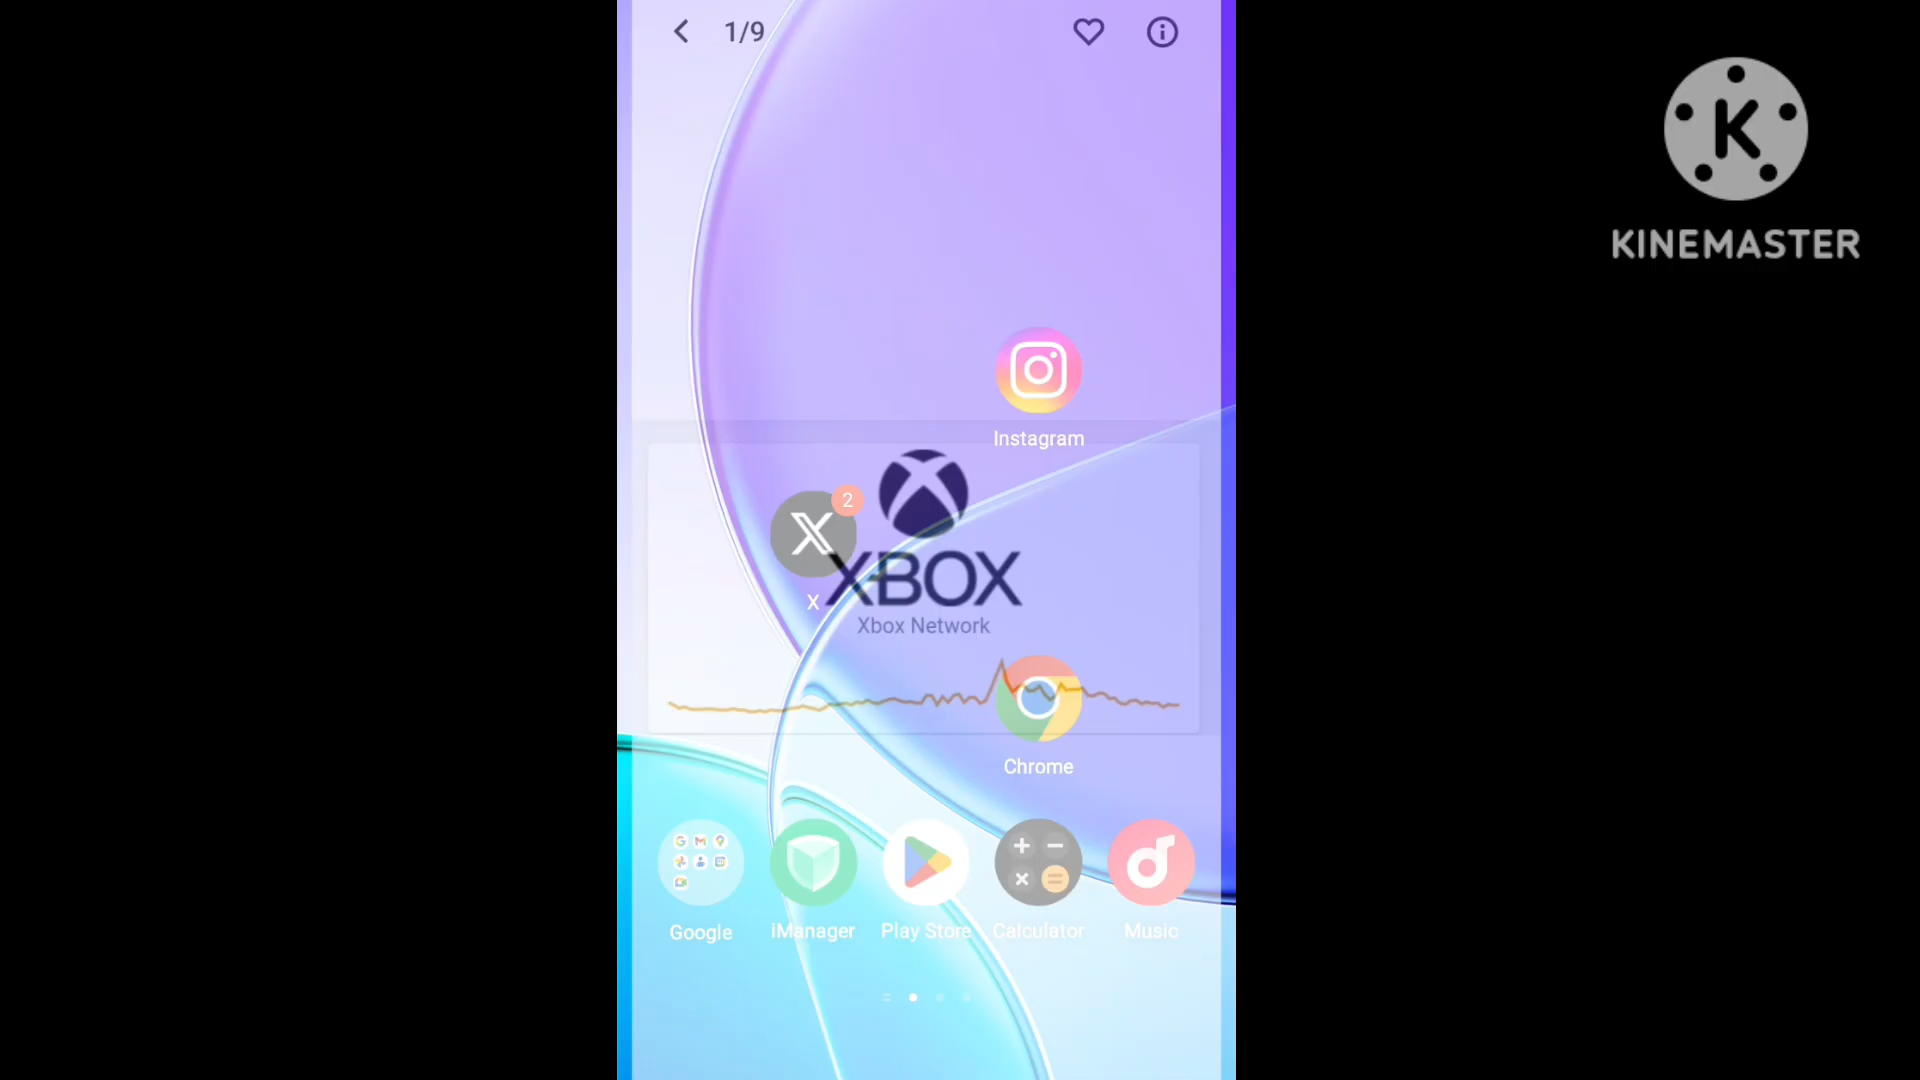 1/9
KINEMASTER
Instagram
2
X
XBOX
Xbox Network
Chrome
Google
iManager
Play Store
Calculator
Music